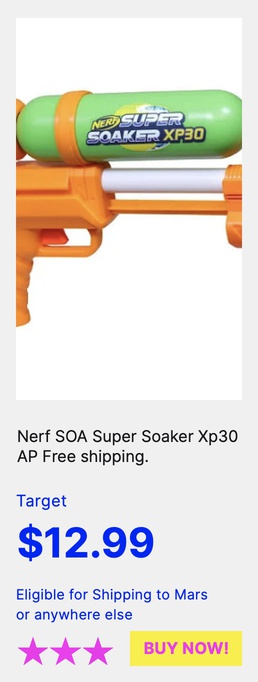 NERF SUPER
SOAKER XP30
Nerf SOA Super Soaker Xp30
AP Free shipping.
Target
$12.99
Eligible for Shipping to Mars
or anywhere else
BUY NOW!